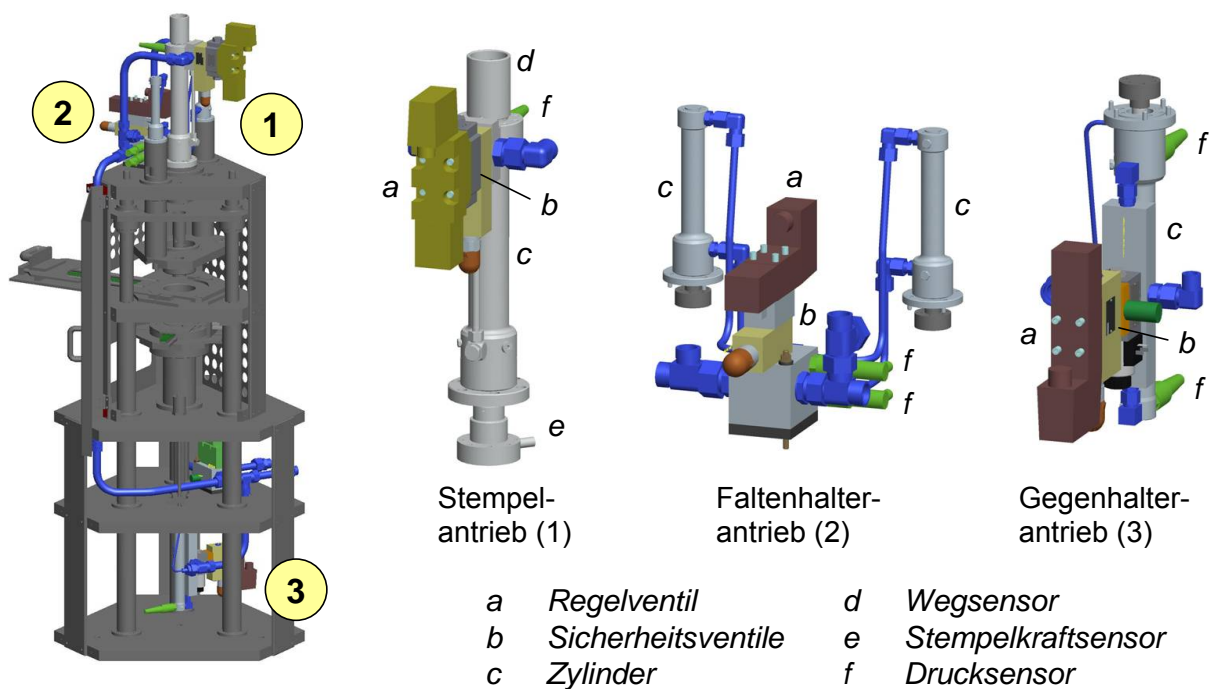 2
1
3
d
f
a
b
c
e
Stempel-
antrieb (1)
c
a
c
b
f
f
Faltenhalter-
antrieb (2)
f
c
a
b
f
Gegenhalter-
antrieb (3)
a Regelventil
b Sicherheitsventile
c Zylinder
d Wegsensor
e Stempelkraftsensor
f Drucksensor